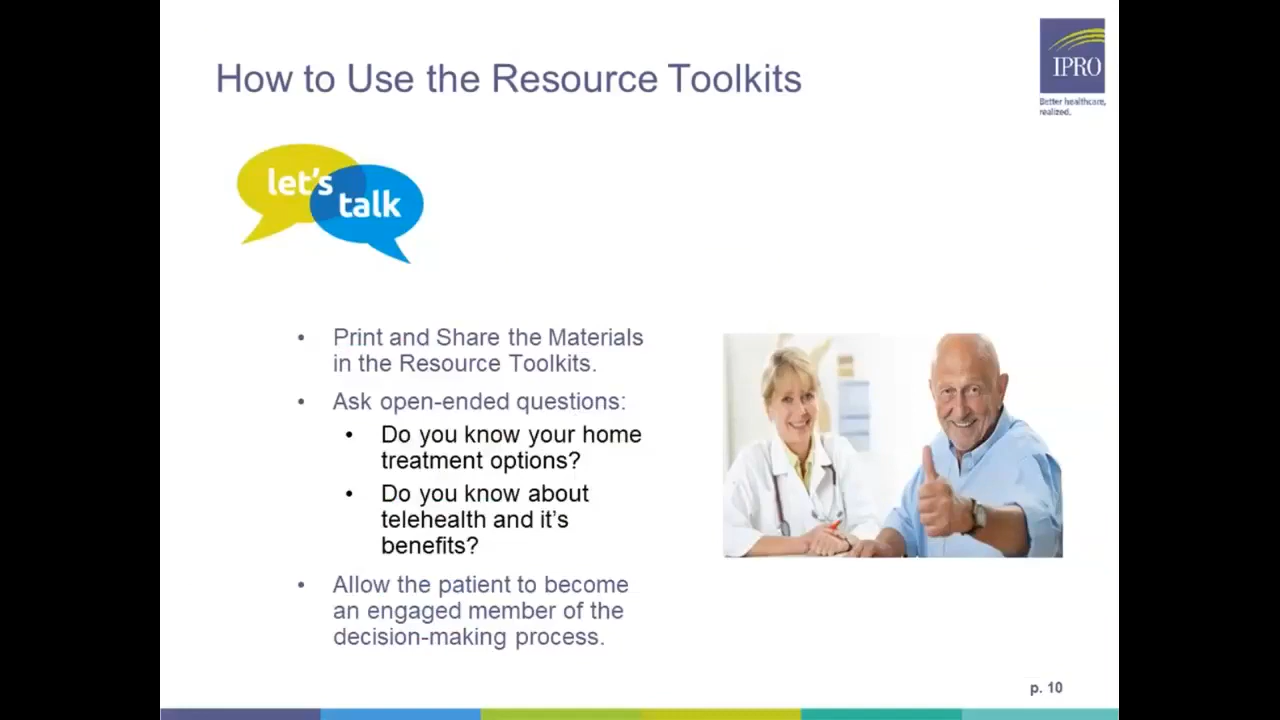 How to Use the Resource Toolkits
IPRO
Better healthcare,
realized.
let's
talk
• Print and Share the Materials
in the Resource Toolkits.
• Ask open-ended questions:
• Do you know your home
treatment options?
• Do you know about
telehealth and it's
benefits?
• Allow the patient to become
an engaged member of the
decision-making process.
p. 10